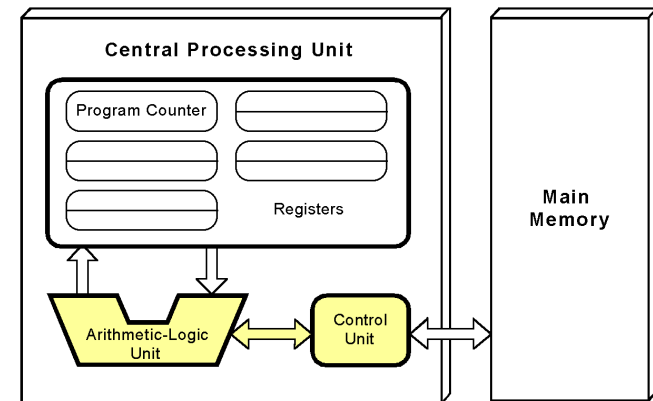 Central Processing Unit
Program Counter
Registers
Main
Memory
Arithmetic-Logic
Unit
Control
Unit